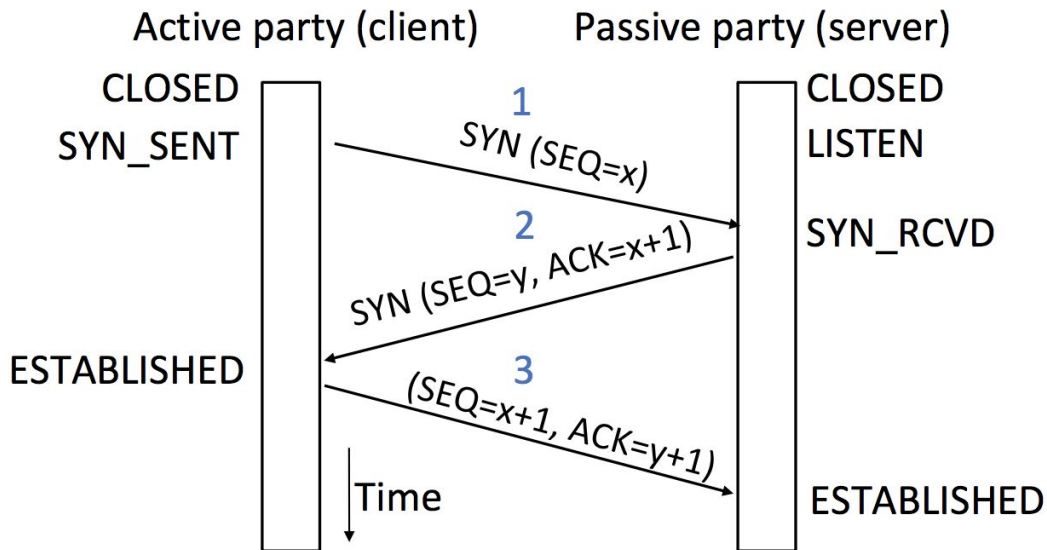 Active party (client)
Passive party (server)
CLOSED
CLOSED
1
SYN_SENT
SYN (SEQ=x)
LISTEN
2
SYN_RCVD
SYN (SEQ=y, ACK=x+1)
ESTABLISHED
3
(SEQ=x+1, ACK=y+1)
Time
ESTABLISHED